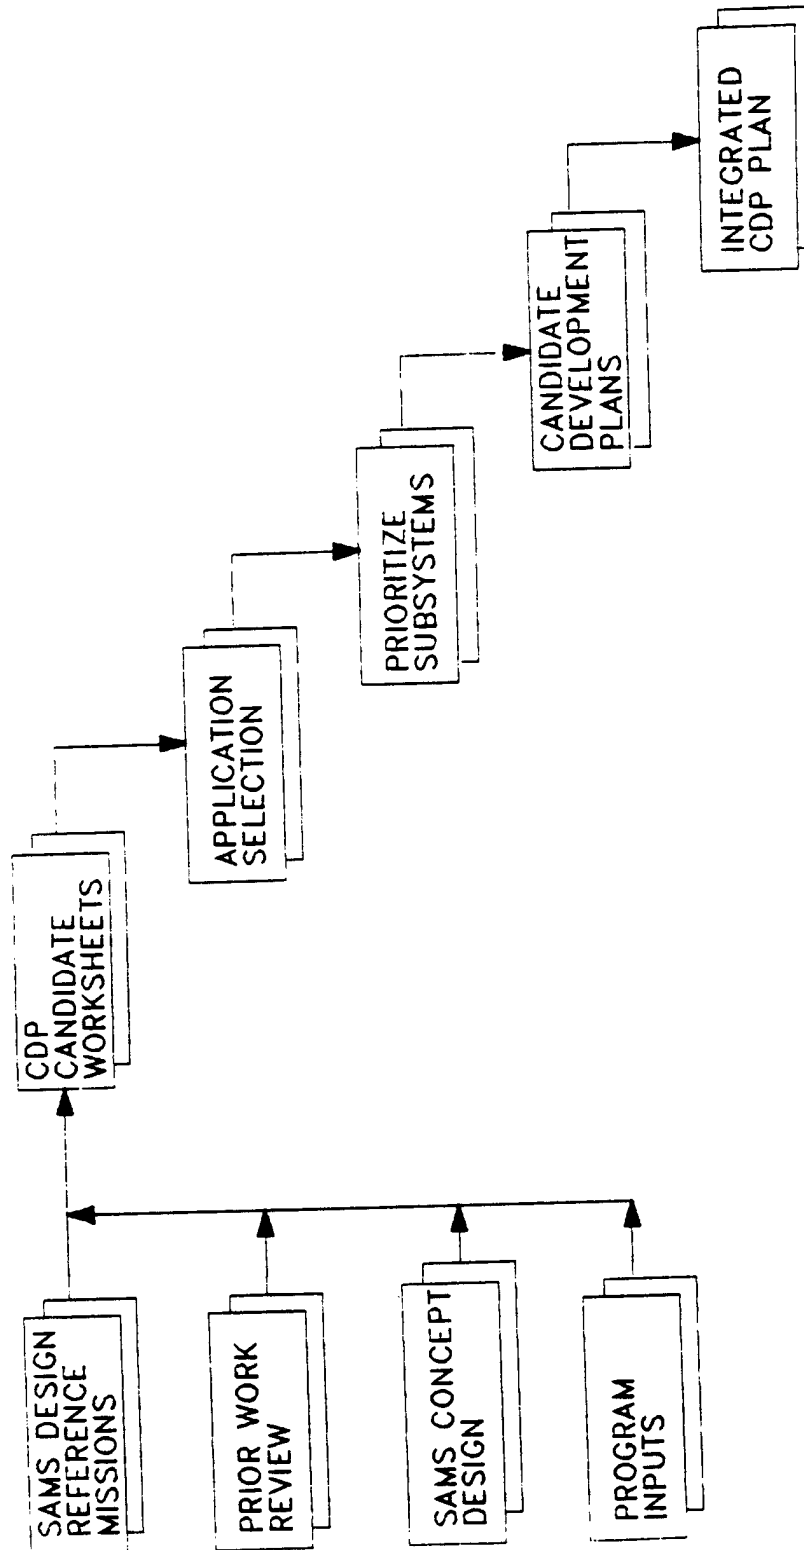 SAMS DESIGN
REFERENCE
MISSIONS
PRIOR WORK
REVIEW
SAMS CONCEPT
DESIGN
PROGRAM
INPUTS
CDP
CANDIDATE
WORKSHEETS
APPLICATION
SELECTION
PRIORITIZE
SUBSYSTEMS
CANDIDATE
DEVELOPMENT
PLANS
INTEGRATED
CDP PLAN